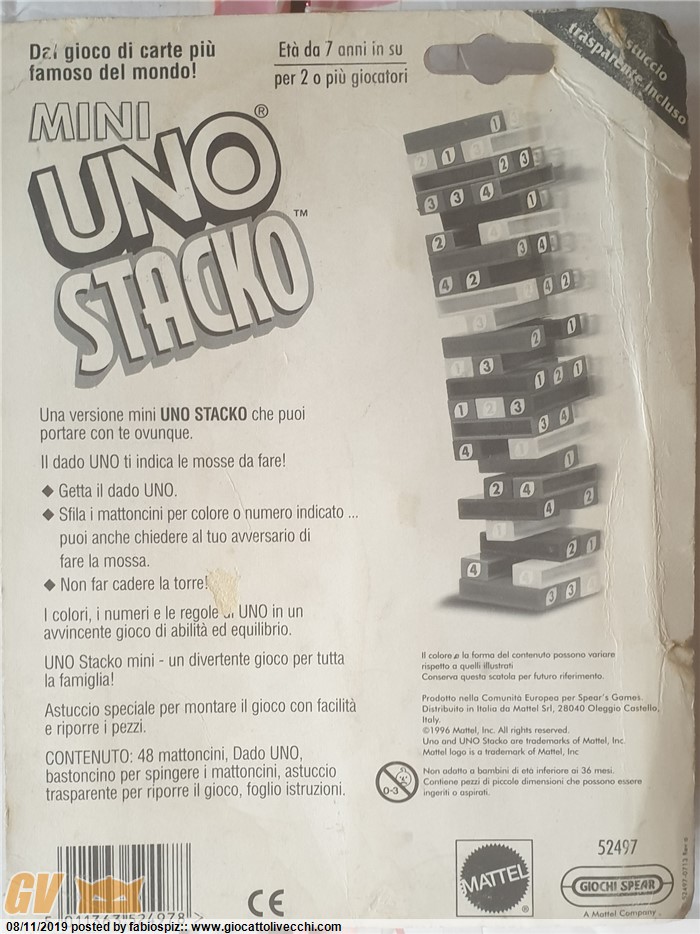 Dal gioco di carte più
famoso del mondo!
Età da 7 anni in su
per 2 o più giocatori
astuccio
trasparente incluso
MINI
UNO®
STACKO™
Una versione mini UNO STACKO che puoi
portare con te ovunque.
Il dado UNO ti indica le mosse da fare!
◆ Getta il dado UNO.
◆ Sfila i mattoncini per colore o numero indicato ...
puoi anche chiedere al tuo avversario di
fare la mossa.
◆ Non far cadere la torre!
I colori, i numeri e le regole di UNO in un
avvincente gioco di abilità ed equilibrio.
UNO Stacko mini - un divertente gioco per tutta
la famiglia!
Astuccio speciale per montare il gioco con facilità
e riporre i pezzi.
CONTENUTO: 48 mattoncini, Dado UNO,
bastoncino per spingere i mattoncini, astuccio
trasparente per riporre il gioco, foglio istruzioni.
Il colore e la forma del contenuto possono variare
rispetto a quelli illustrati
Conserva questa scatola per futuro riferimento.
Prodotto nella Comunità Europea per Spear's Games.
Distribuito in Italia da Mattel Srl, 28040 Oleggio Castello,
Italy.
©1996 Mattel, Inc. All rights reserved.
Uno and UNO Stacko are trademarks of Mattel, Inc.
Mattel logo is a trademark of Mattel, Inc
0-3
Non adatto a bambini di età inferiore ai 36 mesi.
Contiene pezzi di piccole dimensioni che possono essere
ingeriti o aspirati.
CE
MATTEL®
52497
GIOCHI SPEAR
A Mattel Company
52497-0713
GV
08/11/2019 posted by fabiospiz:: www.giocattolivecchi.com